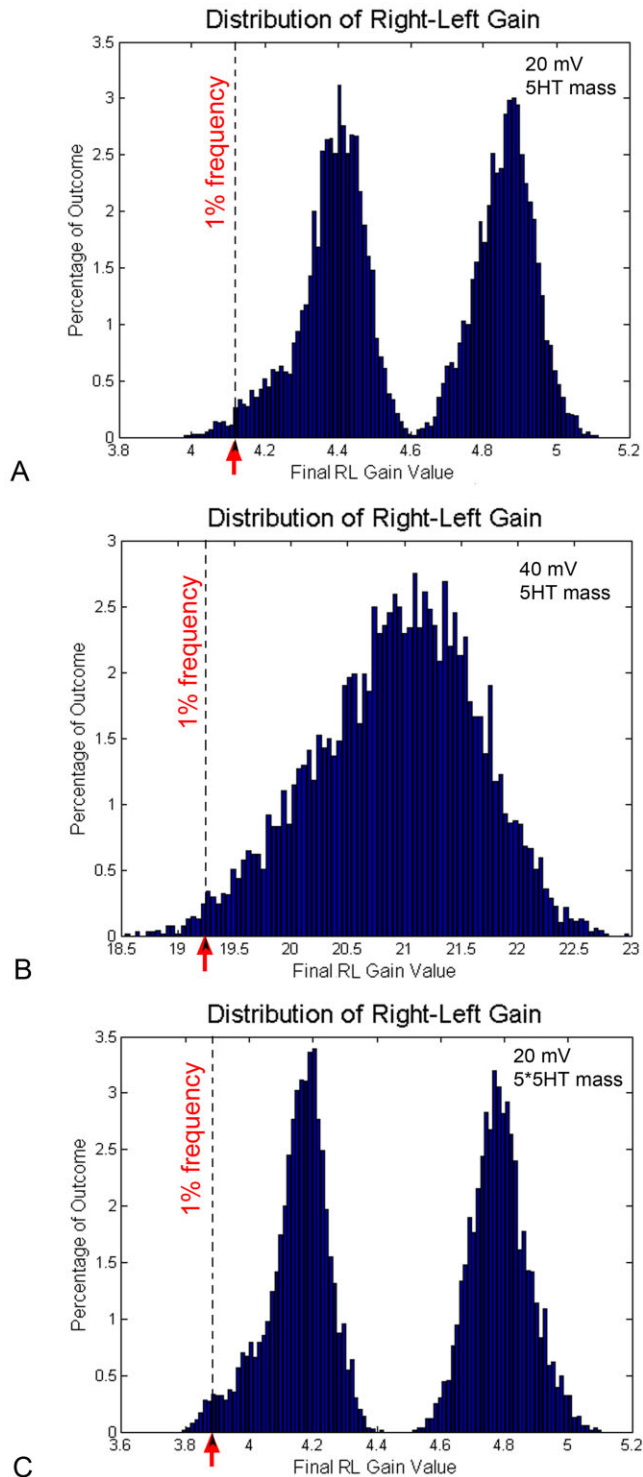 Distribution of Right-Left Gain
3.5
3
2.5
2
1.5
1
0.5
0
Percentage of Outcome
1% frequency
20 mV
5HT mass
3.8 4 4.2 4.4 4.6 4.8 5 5.2
Final RL Gain Value
A
Distribution of Right-Left Gain
3
2.5
2
1.5
1
0.5
0
Percentage of Outcome
1% frequency
40 mV
5HT mass
18.5 19 19.5 20 20.5 21 21.5 22 22.5 23
Final RL Gain Value
B
Distribution of Right-Left Gain
3.5
3
2.5
2
1.5
1
0.5
0
Percentage of Outcome
1% frequency
20 mV
5*5HT mass
3.6 3.8 4 4.2 4.4 4.6 4.8 5 5.2
Final RL Gain Value
C